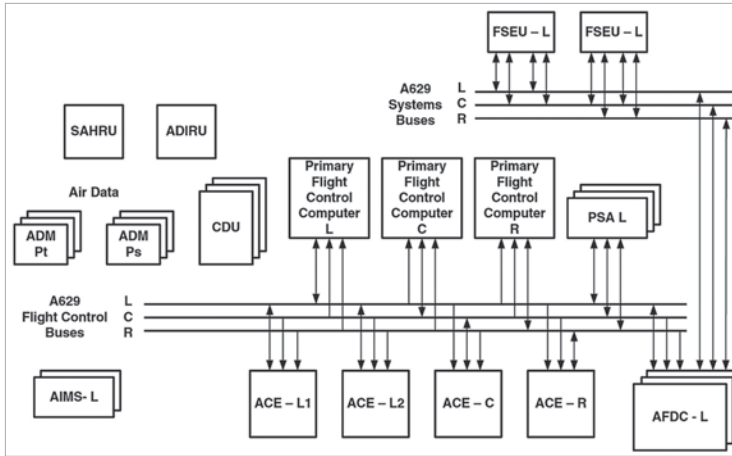 FSEU – L
FSEU – L
A629 L
Systems C
Buses R
SAHRU
ADIRU
Air Data
ADM
Pt
ADM
Ps
CDU
Primary
Flight
Control
Computer
L
Primary
Flight
Control
Computer
C
Primary
Flight
Control
Computer
R
PSA L
A629 L
Flight Control C
Buses R
AIMS- L
ACE – L1
ACE – L2
ACE – C
ACE – R
AFDC - L